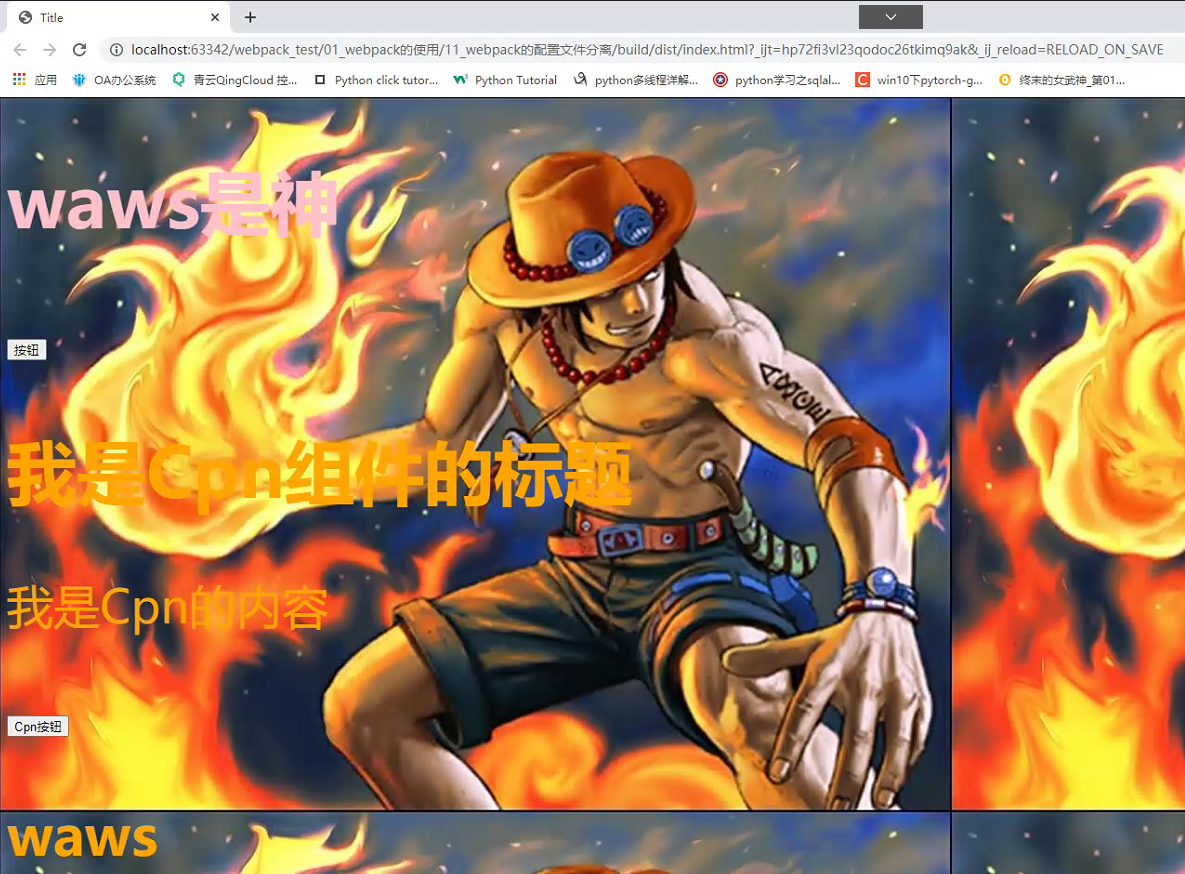 Title
localhost:63342/webpack_test/01_webpack的使用/11_webpack的配置文件分离/build/dist/index.html?_ijt=hp72fi3vl23qodoc26tkimq9ak&_ij_reload=RELOAD_ON_SAVE
应用 OA办公系统 青云QingCloud 控... Python click tutor... Python Tutorial python多线程详解... python学习之sqlal... win10下pytorch-g... 终末的女武神_第01...
waws是神
按钮
ASCE
我是Cpn组件的标题
我是Cpn的内容
Cpn按钮
waws